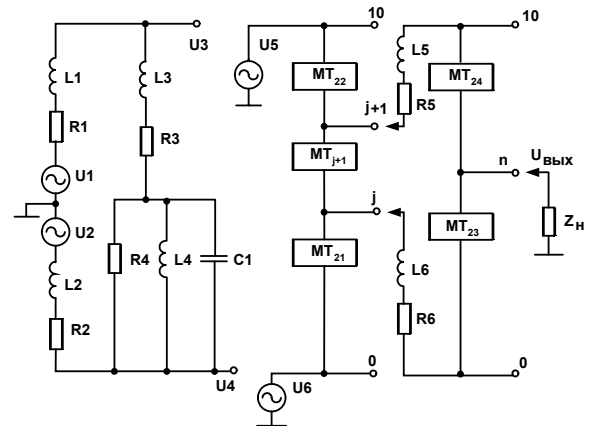 U3
L1
L3
R1
R3
U1
U2
R4
L4
C1
L2
R2
U4
10
U5
MT22
j+1
MTj+1
j
MT21
0
U6
10
L5
MT24
R5
n
Uвых
Zн
MT23
L6
R6
0